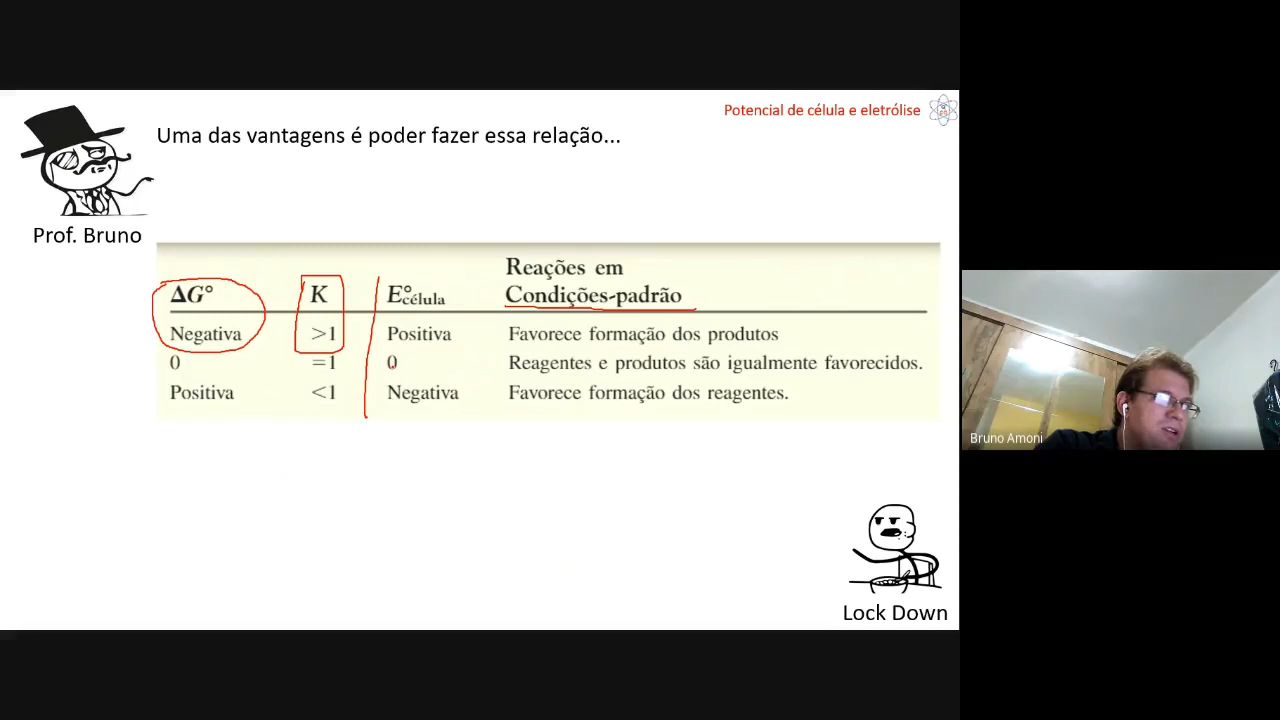 Potencial de célula e eletrólise
Uma das vantagens é poder fazer essa relação...
Prof. Bruno
Reações em
ΔG° K E°célula Condições-padrão
Negativa >1 Positiva Favorece formação dos produtos
0 =1 0 Reagentes e produtos são igualmente favorecidos.
Positiva <1 Negativa Favorece formação dos reagentes.
Bruno Amoni
Lock Down